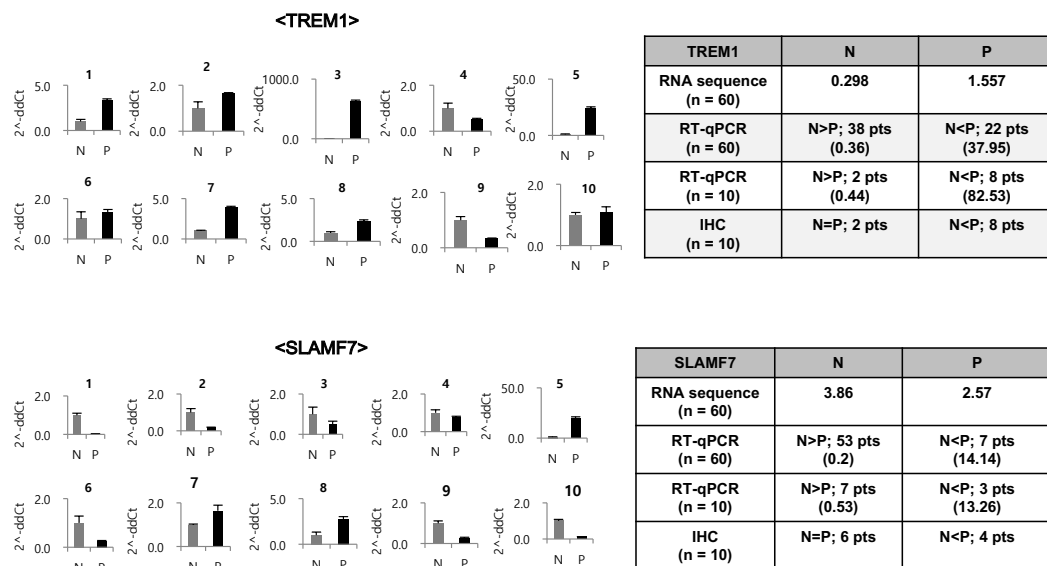 <TREM1>
1
2
3
4
5
2^-ddCt
5.0
0.0
N P
2^-ddCt
2.0
0.0
N P
2^-ddCt
1000.0
0.0
N P
2^-ddCt
2.0
0.0
N P
2^-ddCt
50.0
0.0
N P
6
7
8
9
10
2^-ddCt
2.0
0.0
N P
2^-ddCt
5.0
0.0
N P
2^-ddCt
5.0
0.0
N P
2^-ddCt
2.0
0.0
N P
2^-ddCt
2.0
0.0
N P
TREM1 N P
RNA sequence
(n = 60)
0.298
1.557
RT-qPCR
(n = 60)
N>P; 38 pts
(0.36)
N<P; 22 pts
(37.95)
RT-qPCR
(n = 10)
N>P; 2 pts
(0.44)
N<P; 8 pts
(82.53)
IHC
(n = 10)
N=P; 2 pts
N<P; 8 pts
<SLAMF7>
1
2
3
4
5
2^-ddCt
2.0
0.0
N P
2^-ddCt
2.0
0.0
N P
2^-ddCt
2.0
0.0
N P
2^-ddCt
2.0
0.0
N P
2^-ddCt
50.0
0.0
N P
6
7
8
9
10
2^-ddCt
2.0
0.0
N P
2^-ddCt
2.0
0.0
N P
2^-ddCt
5.0
0.0
N P
2^-ddCt
2.0
0.0
N P
2^-ddCt
2.0
0.0
N P
SLAMF7 N P
RNA sequence
(n = 60)
3.86
2.57
RT-qPCR
(n = 60)
N>P; 53 pts
(0.2)
N<P; 7 pts
(14.14)
RT-qPCR
(n = 10)
N>P; 7 pts
(0.53)
N<P; 3 pts
(13.26)
IHC
(n = 10)
N=P; 6 pts
N<P; 4 pts